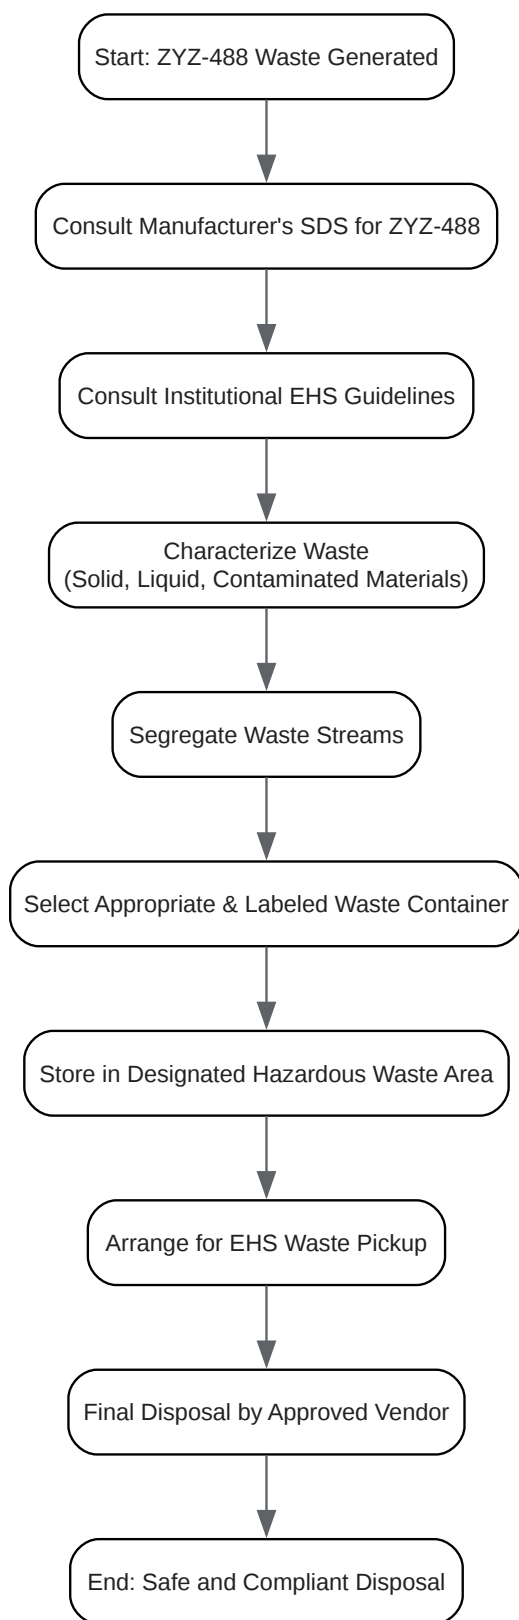 Start: ZYZ-488 Waste Generated
Consult Manufacturer's SDS for ZYZ-488
Consult Institutional EHS Guidelines
Characterize Waste
(Solid, Liquid, Contaminated Materials)
Segregate Waste Streams
Select Appropriate & Labeled Waste Container
Store in Designated Hazardous Waste Area
Arrange for EHS Waste Pickup
Final Disposal by Approved Vendor
End: Safe and Compliant Disposal